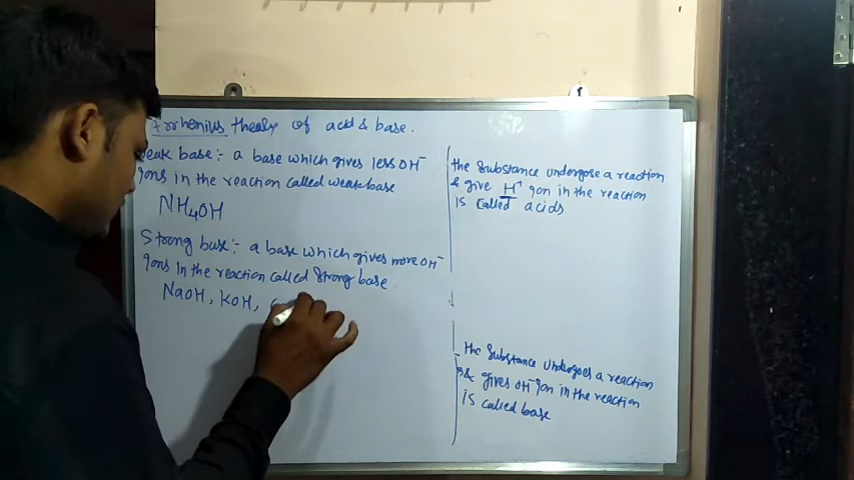 Arrhenius theory of acid & base.
weak base:- a base which gives less OH⁻
ions in the reaction called weak base
NH₄OH
Strong base:- a base which gives more OH⁻
ions in the reaction called Strong base.
NaOH, KOH,
the substance undergose a reaction
& give H⁺ ion in the reaction
is called acids
the substance undergoes a reaction
& gives OH ion in the reaction
is called base